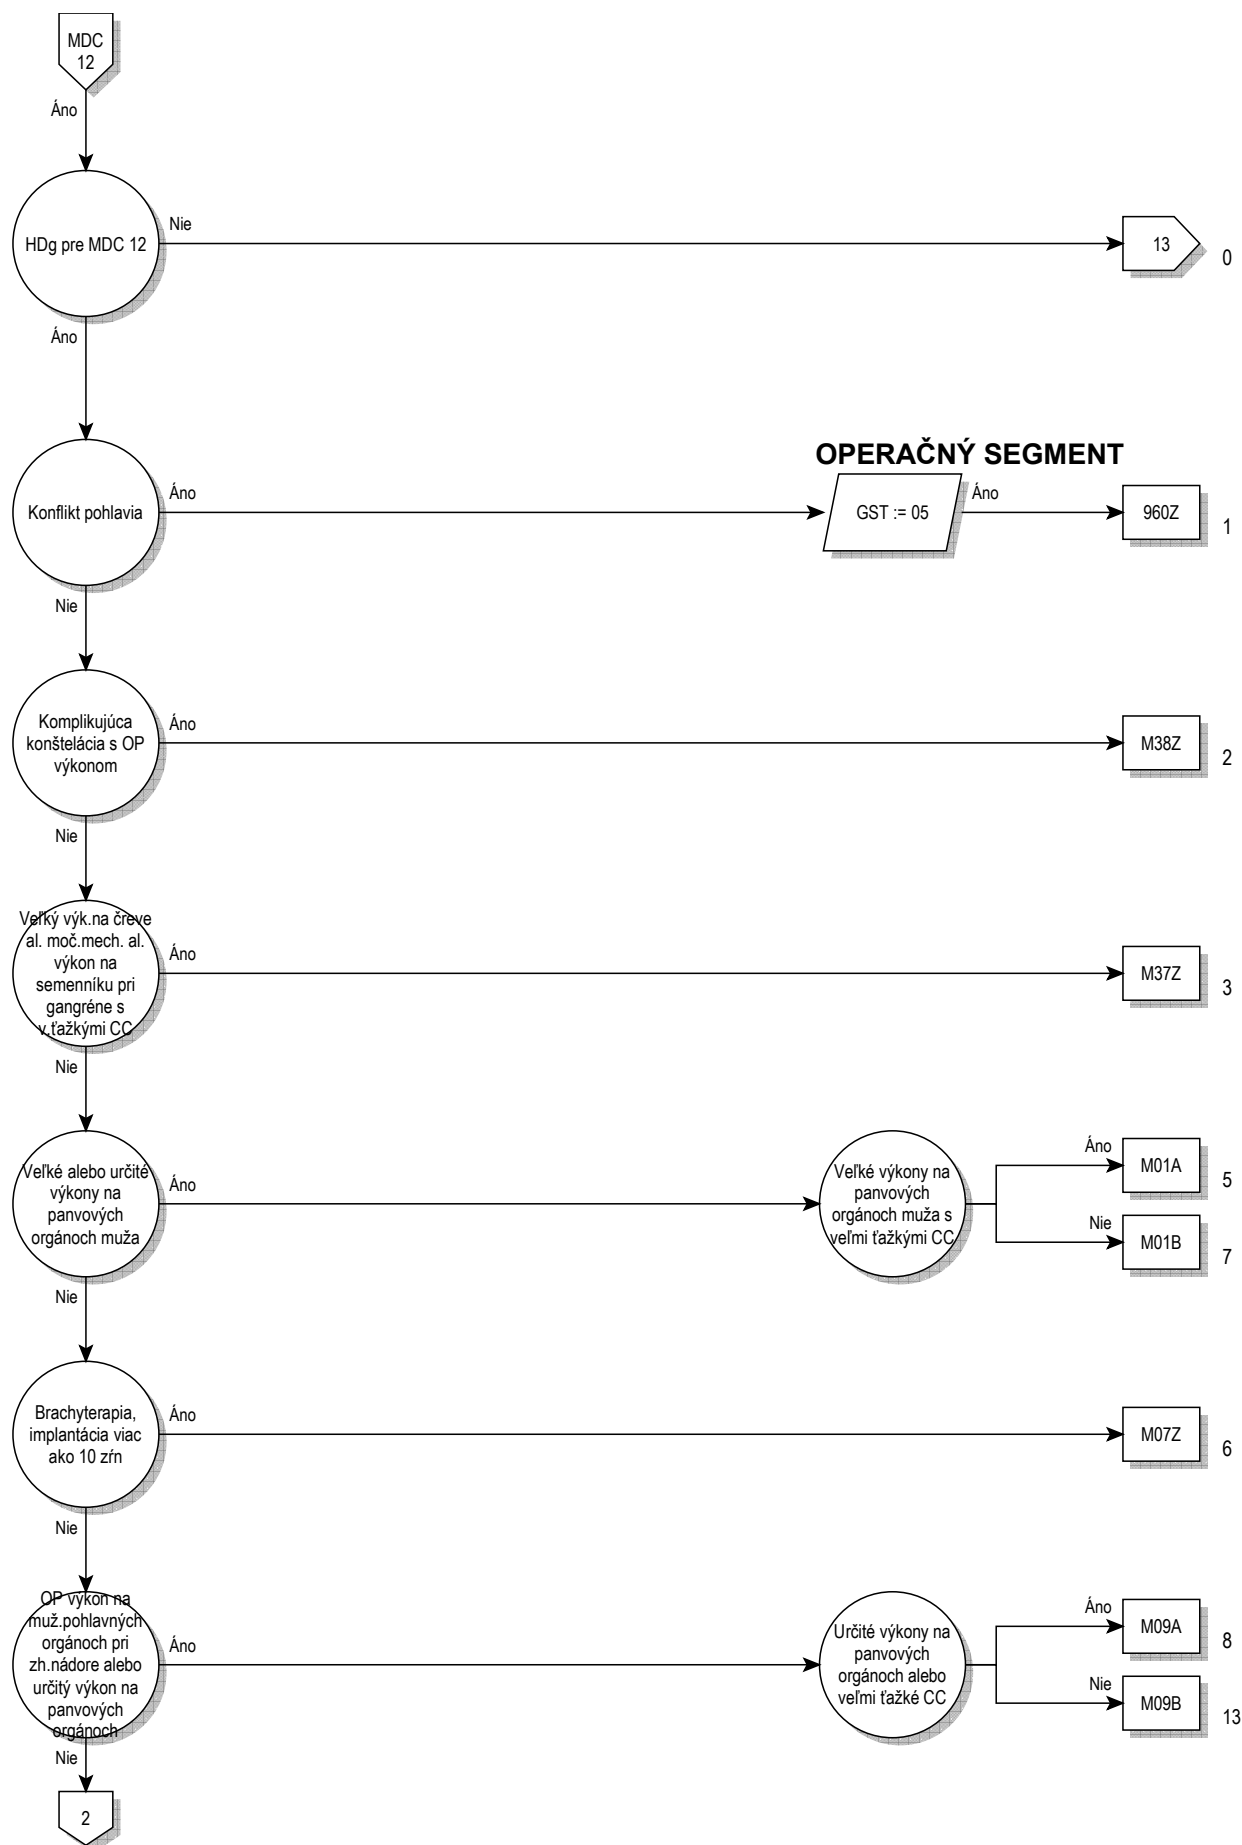 MDC
12
Áno
HDg pre MDC 12
Nie
13
0
Áno
OPERAČNÝ SEGMENT
Konflikt pohlavia
Áno
GST := 05
Áno
960Z
1
Nie
Komplikujúca
konštelácia s OP
výkonom
Áno
M38Z
2
Nie
Veľký výk.na čreve
al. moč.mech. al.
výkon na
semenníku pri
gangréne s
v.ťažkými CC
Áno
M37Z
3
Nie
Veľké alebo určité
výkony na
panvových
orgánoch muža
Áno
Veľké výkony na
panvových
orgánoch muža s
veľmi ťažkými CC
Áno
M01A
5
Nie
M01B
7
Nie
Brachyterapia,
implantácia viac
ako 10 zŕn
Áno
M07Z
6
Nie
OP výkon na
muž.pohlavných
orgánoch pri
zh.nádore alebo
určitý výkon na
panvových
orgánoch
Áno
Určité výkony na
panvových
orgánoch alebo
veľmi ťažké CC
Áno
M09A
8
Nie
M09B
13
Nie
2